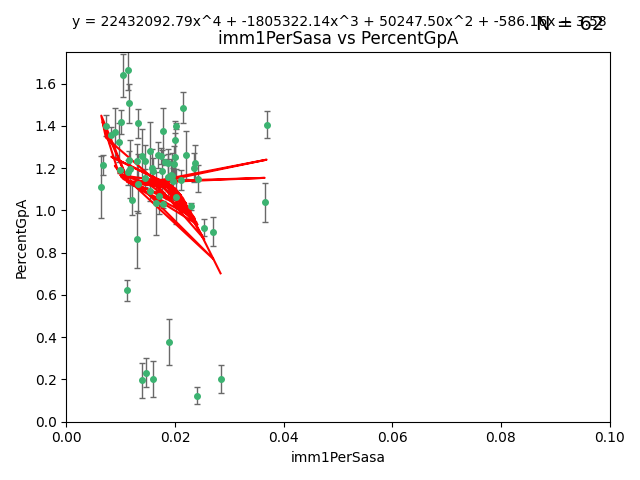 y = 22432092.79x^4 + -1805322.14x^3 + 50247.50x^2 + -586.16x + 3.58
N = 62
imm1PerSasa vs PercentGpA
PercentGpA
1.6
1.4
1.2
1.0
0.8
0.6
0.4
0.2
0.0
0.00 0.02 0.04 0.06 0.08 0.10
imm1PerSasa